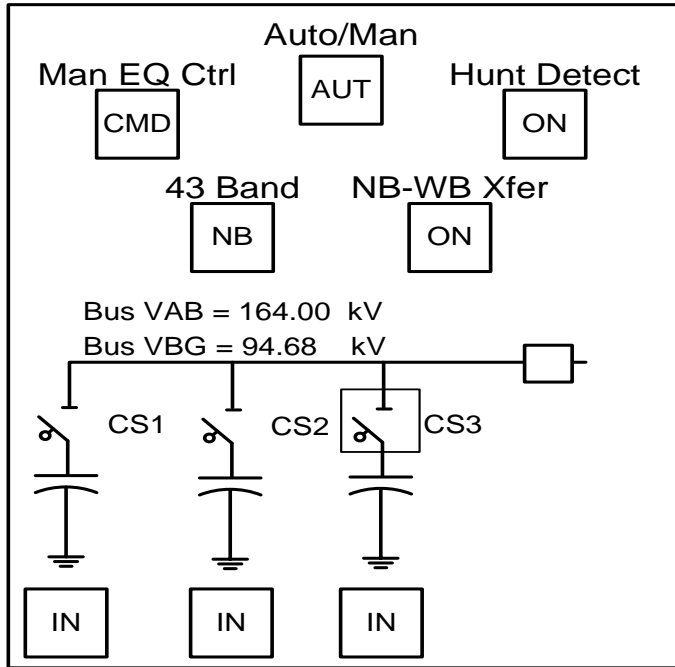 Auto/Man
Man EQ Ctrl
Hunt Detect
AUT
CMD
ON
43 Band
NB-WB Xfer
NB
ON
Bus VAB = 164.00 kV
Bus VBG = 94.68 kV
CS1
CS2
CS3
IN
IN
IN